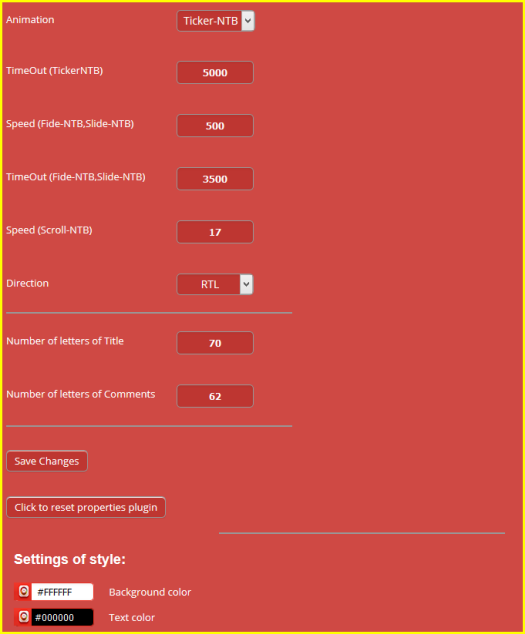 Animation Ticker-NTB
TimeOut (TickerNTB) 5000
Speed (Fide-NTB,Slide-NTB) 500
TimeOut (Fide-NTB,Slide-NTB) 3500
Speed (Scroll-NTB) 17
Direction RTL
Number of letters of Title 70
Number of letters of Comments 62
Save Changes
Click to reset properties plugin
Settings of style:
#FFFFFF Background color
#000000 Text color